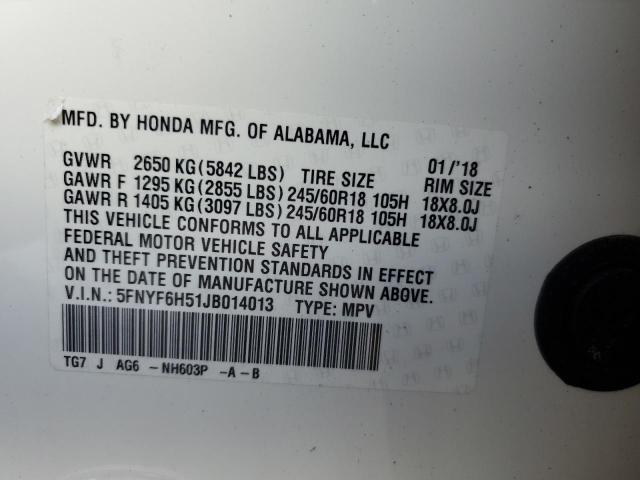 MFD. BY HONDA MFG. OF ALABAMA, LLC
GVWR 2650 KG(5842 LBS) TIRE SIZE 01/'18 RIM SIZE
GAWR F 1295 KG(2855 LBS) 245/60R18 105H 18X8.0J
GAWR R 1405 KG(3097 LBS) 245/60R18 105H 18X8.0J
THIS VEHICLE CONFORMS TO ALL APPLICABLE
FEDERAL MOTOR VEHICLE SAFETY
AND THEFT PREVENTION STANDARDS IN EFFECT
ON THE DATE OF MANUFACTURE SHOWN ABOVE.
V.I.N.: 5FNYF6H51JB014013 TYPE: MPV
TG7 J AG6 -NH603P -A-B